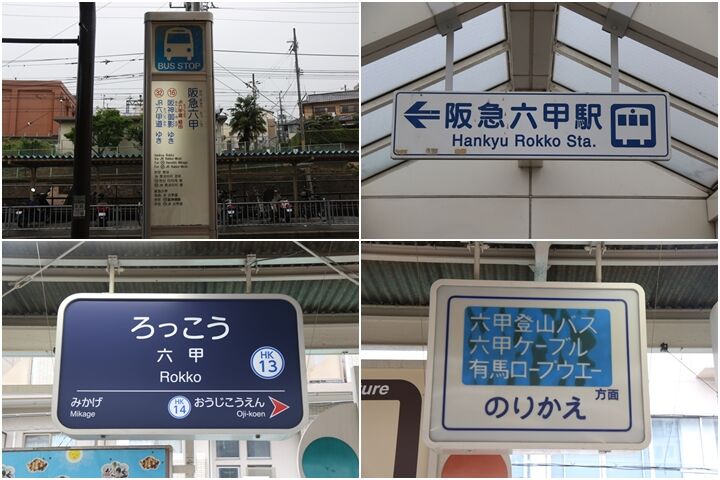 BUS STOP
阪急六甲
16
阪神御影 ゆき
32
JR六甲道 ゆき
阪急六甲駅
Hankyu Rokko Sta.
ろっこう
六甲
Rokko
HK
13
みかげ
Mikage
HK
14
おうじこうえん
Oji-koen
六甲登山バス
六甲ケーブル
有馬ロープウエー
方面
のりかえ
ure